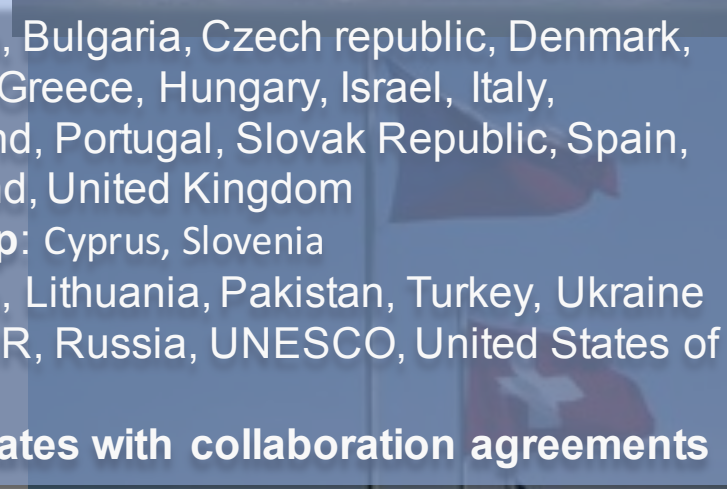 , Bulgaria, Czech republic, Denmark,
Greece, Hungary, Israel, Italy,
nd, Portugal, Slovak Republic, Spain,
nd, United Kingdom
p: Cyprus, Slovenia
, Lithuania, Pakistan, Turkey, Ukraine
R, Russia, UNESCO, United States of
ates with collaboration agreements